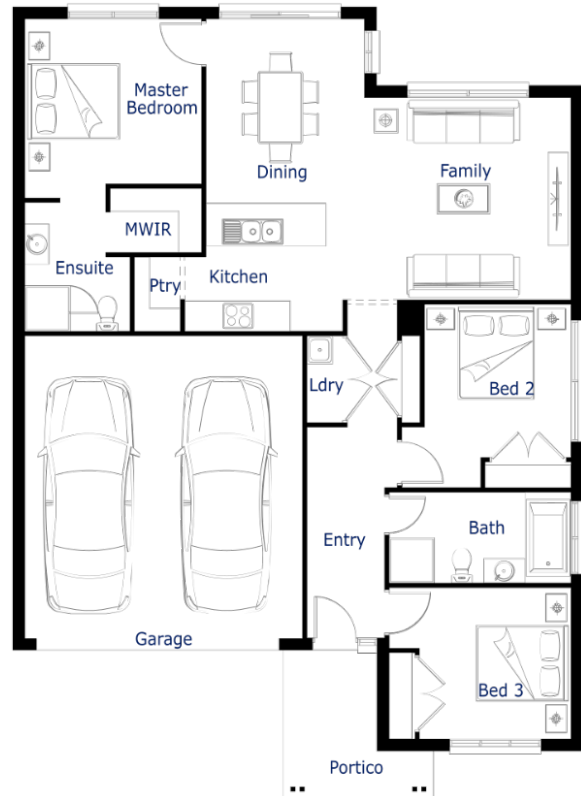 Master
Bedroom
Dining
Family
MWIR
Ensuite
Ptry
Kitchen
Ldry
Bed 2
Entry
Bath
Garage
Bed 3
Portico